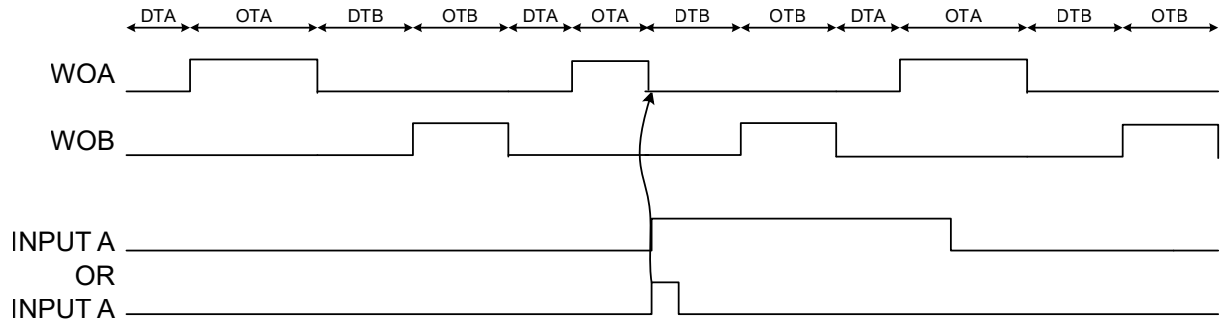 DTA OTA DTB OTB DTA OTA DTB OTB DTA OTA DTB OTB
WOA
WOB
INPUT A
OR
INPUT A